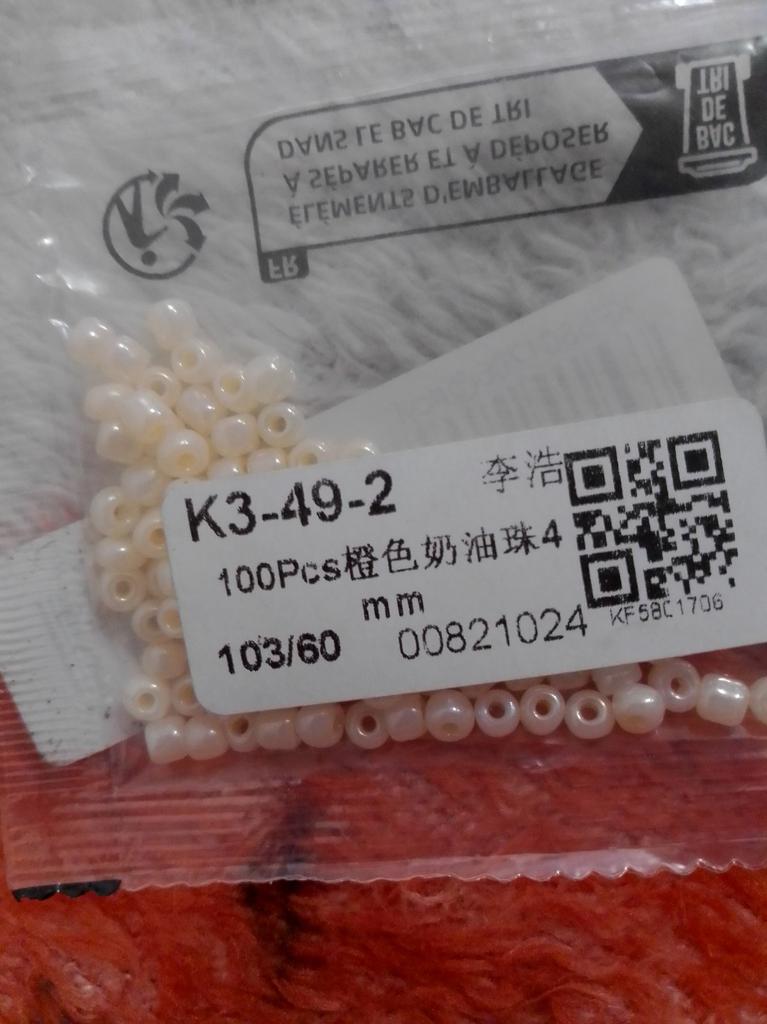 ÉLÉMENTS D'EMBALLAGE
À SÉPARER ET À DÉPOSER
DANS LE BAC DE TRI
FR
BAC
DE
TRI
K3-49-2
李浩
100Pcs橙色奶油珠4
mm
103/60
00821024